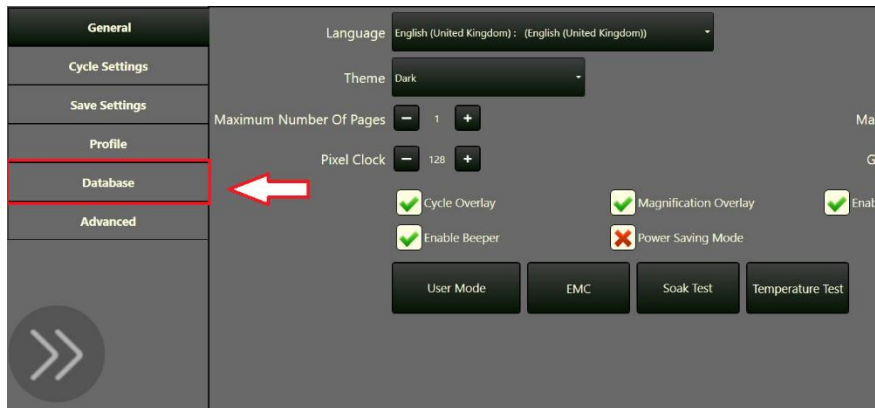 General
Cycle Settings
Save Settings
Profile
Database
Advanced
Language English (United Kingdom) : (English (United Kingdom))
Theme Dark
Maximum Number Of Pages 1 Ma
Pixel Clock 128 G
Cycle Overlay Magnification Overlay Enab
Enable Beeper Power Saving Mode
User Mode EMC Soak Test Temperature Test